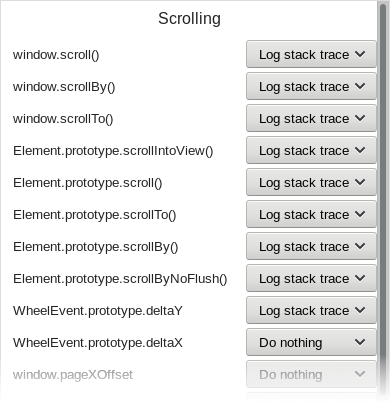 Scrolling
window.scroll() Log stack trace
window.scrollBy() Log stack trace
window.scrollTo() Log stack trace
Element.prototype.scrollIntoView() Log stack trace
Element.prototype.scroll() Log stack trace
Element.prototype.scrollTo() Log stack trace
Element.prototype.scrollBy() Log stack trace
Element.prototype.scrollByNoFlush() Log stack trace
WheelEvent.prototype.deltaY Log stack trace
WheelEvent.prototype.deltaX Do nothing
window.pageXOffset Do nothing